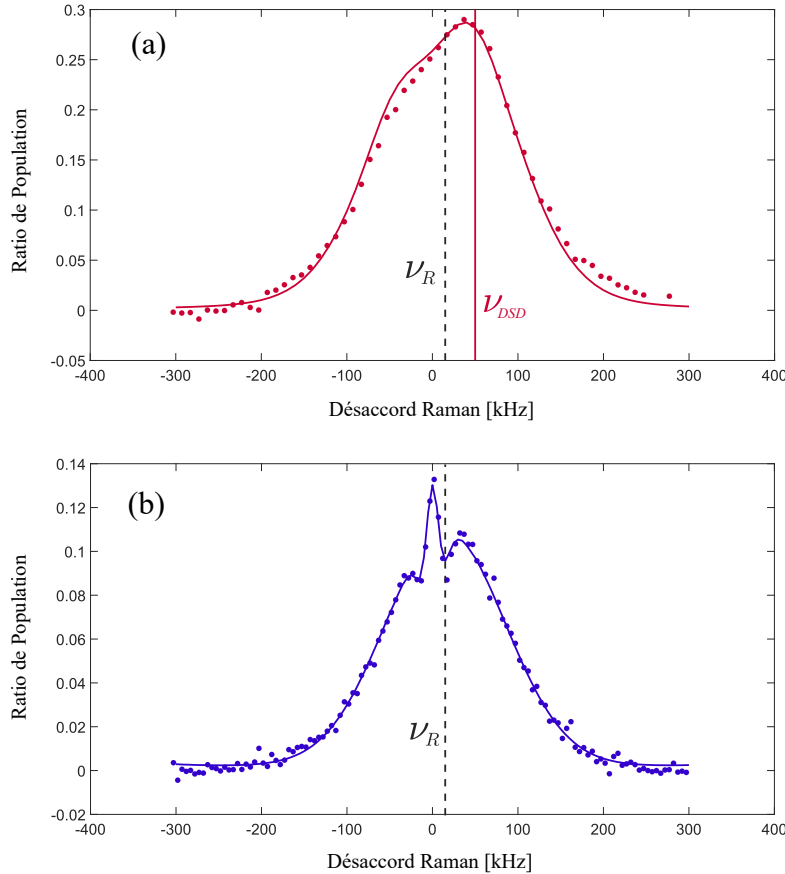 (a)
Ratio de Population
0.3
0.25
0.2
0.15
0.1
0.05
0
-0.05
ν_R
ν_DSD
-400 -300 -200 -100 0 100 200 300 400
Désaccord Raman [kHz]
(b)
Ratio de Population
0.14
0.12
0.1
0.08
0.06
0.04
0.02
0
-0.02
ν_R
-400 -300 -200 -100 0 100 200 300 400
Désaccord Raman [kHz]